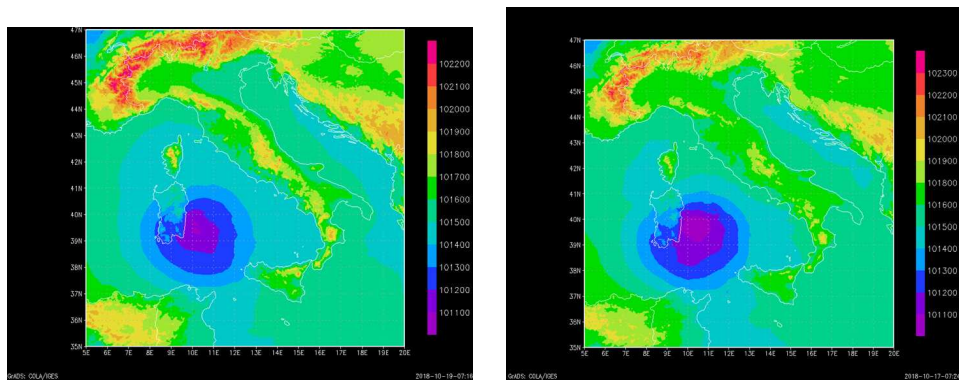 47N
46N
45N
44N
43N
42N
41N
40N
39N
38N
37N
36N
35N
5E 6E 7E 8E 9E 10E 11E 12E 13E 14E 15E 16E 17E 18E 19E 20E
102200
102100
102000
101900
101800
101700
101600
101500
101400
101300
101200
101100
GrADS: COLA/IGES
2018-10-19-07:16
47N
46N
45N
44N
43N
42N
41N
40N
39N
38N
37N
36N
35N
5E 6E 7E 8E 9E 10E 11E 12E 13E 14E 15E 16E 17E 18E 19E 20E
102300
102200
102100
102000
101900
101800
101700
101600
101500
101400
101300
101200
101100
GrADS: COLA/IGES